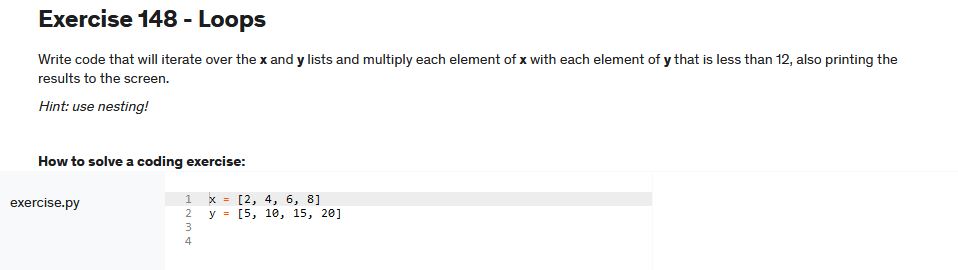 Exercise 148 - Loops
Write code that will iterate over the x and y lists and multiply each element of x with each element of y that is less than 12, also printing the
results to the screen.
Hint: use nesting!
How to solve a coding exercise:
exercise.py
1 x = [2, 4, 6, 8]
2 y = [5, 10, 15, 20]
3
4